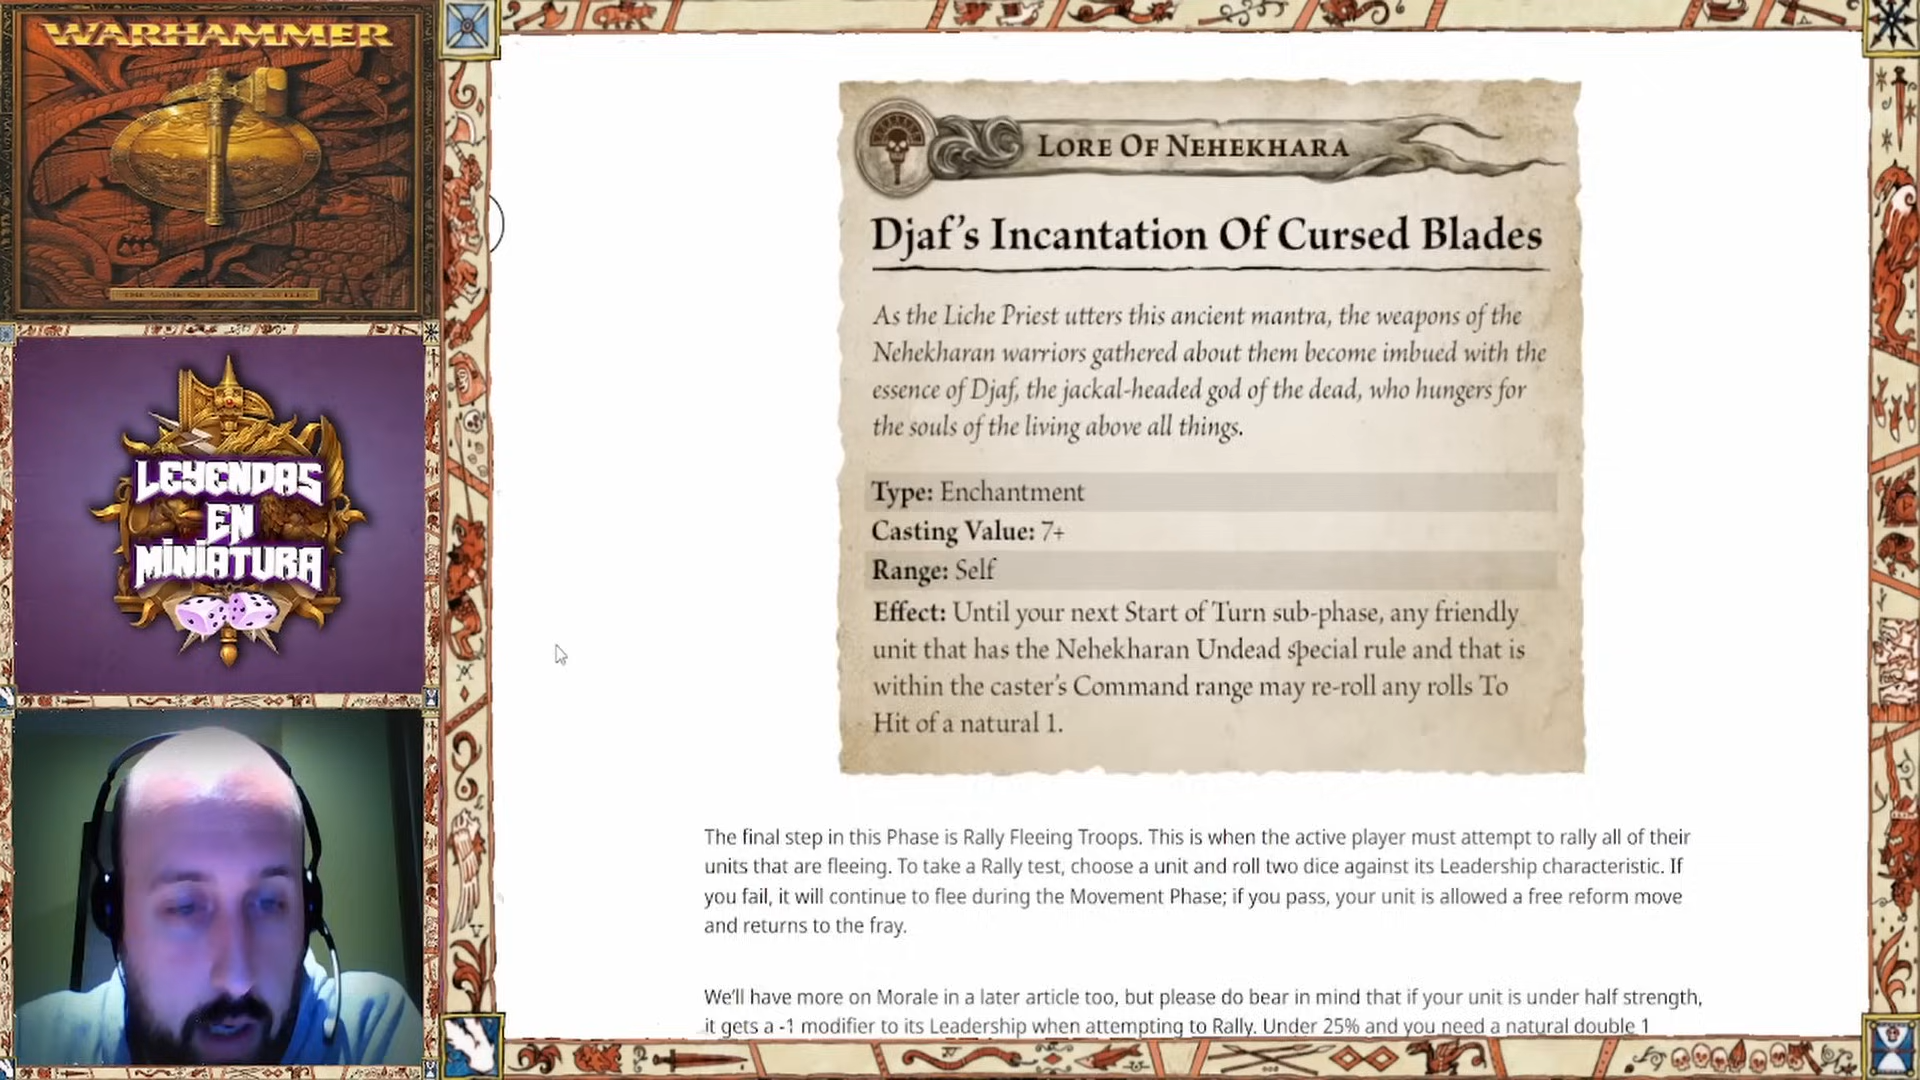 WARHAMMER
THE GAME OF FANTASY BATTLES
LEYENDAS
EN
MINIATURA
LORE OF NEHEKHARA
Djaf's Incantation Of Cursed Blades
As the Liche Priest utters this ancient mantra, the weapons of the
Nehekharan warriors gathered about them become imbued with the
essence of Djaf, the jackal-headed god of the dead, who hungers for
the souls of the living above all things.
Type: Enchantment
Casting Value: 7+
Range: Self
Effect: Until your next Start of Turn sub-phase, any friendly
unit that has the Nehekharan Undead special rule and that is
within the caster's Command range may re-roll any rolls To
Hit of a natural 1.
The final step in this Phase is Rally Fleeing Troops. This is when the active player must attempt to rally all of their
units that are fleeing. To take a Rally test, choose a unit and roll two dice against its Leadership characteristic. If
you fail, it will continue to flee during the Movement Phase; if you pass, your unit is allowed a free reform move
and returns to the fray.
We'll have more on Morale in a later article too, but please do bear in mind that if your unit is under half strength,
it gets a -1 modifier to its Leadership when attempting to Rally. Under 25% and you need a natural double 1